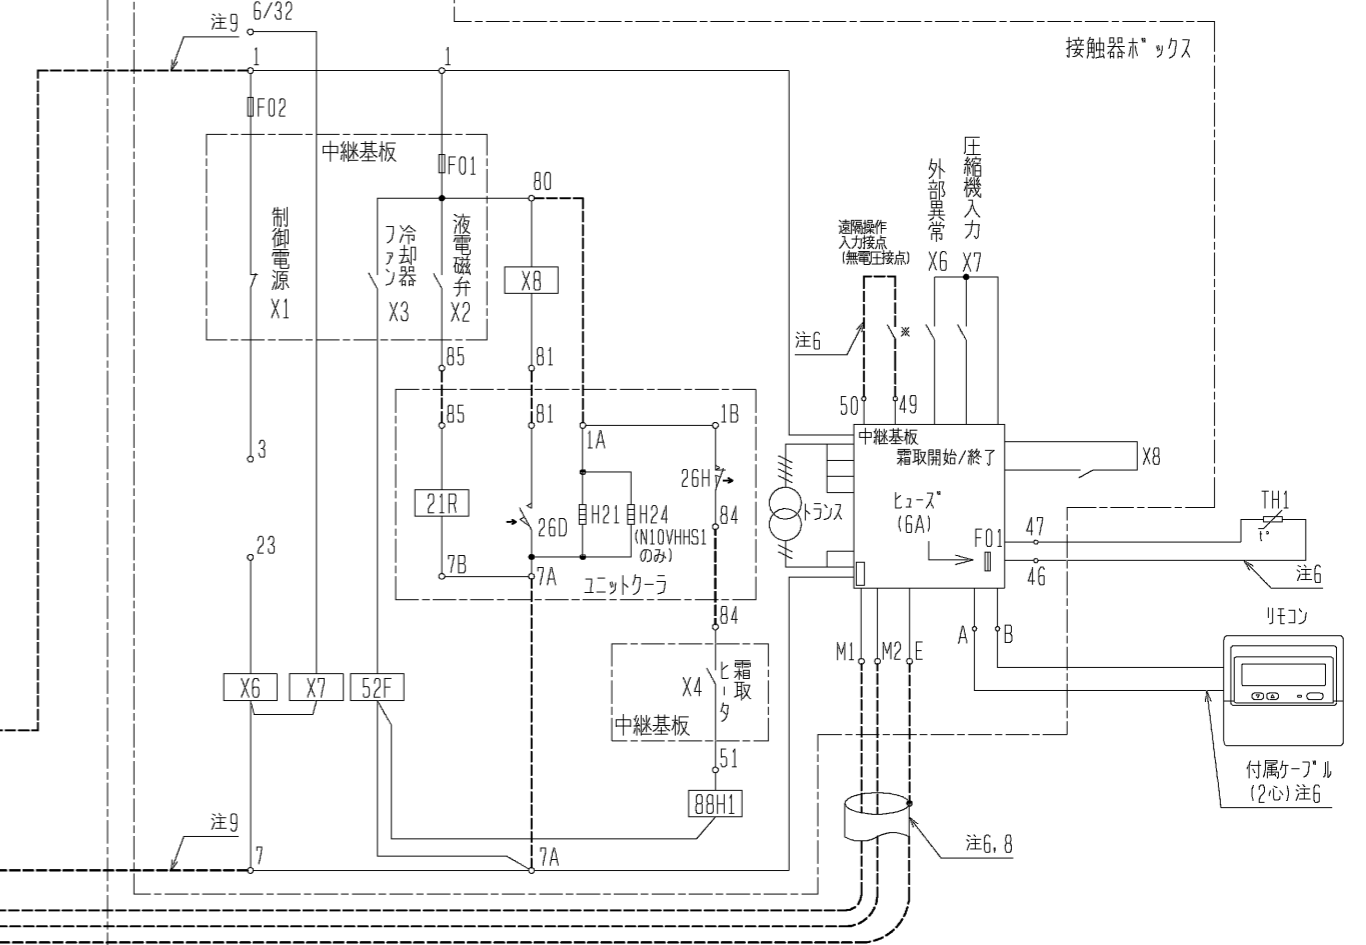 注9
6/32
1
1
接触器ボックス
F02
中継基板
F01
80
制御電源
X1
冷却器
ファン
X3
液電磁弁
X2
X8
外部異常
X6
圧縮機入力
X7
遠隔操作
入力接点
(無電圧接点)
注6
※
85
81
50
49
85
81
1A
1B
中継基板
霜取開始/終了
X8
3
26H
21R
26D
H21
H24
(N10VHHS1
のみ)
84
トランス
ヒューズ
(6A)
F01
47
TH1
t°
23
7B
7A
ユニットクーラ
46
注6
84
リモコン
M1
M2
E
A
B
X6
X7
52F
X4
霜取
ヒータ
中継基板
51
88H1
付属ケーブル
(2心)注6
注9
7
7A
注6,8